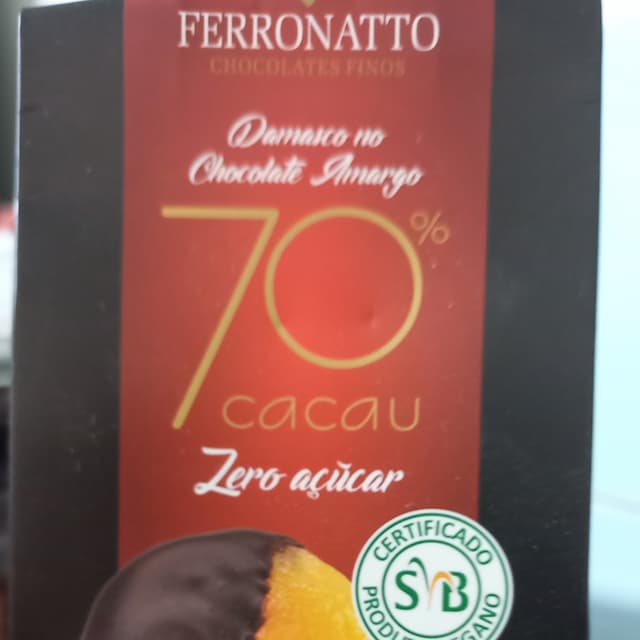 FERRONATTO
CHOCOLATES FINOS
Damasco no
Chocolate Amargo
70%
cacau
Zero açúcar
CERTIFICADO
SVB